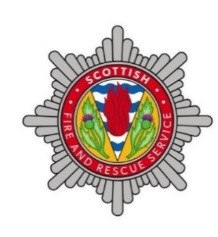 SCOTTISH
FIRE AND RESCUE SERVICE